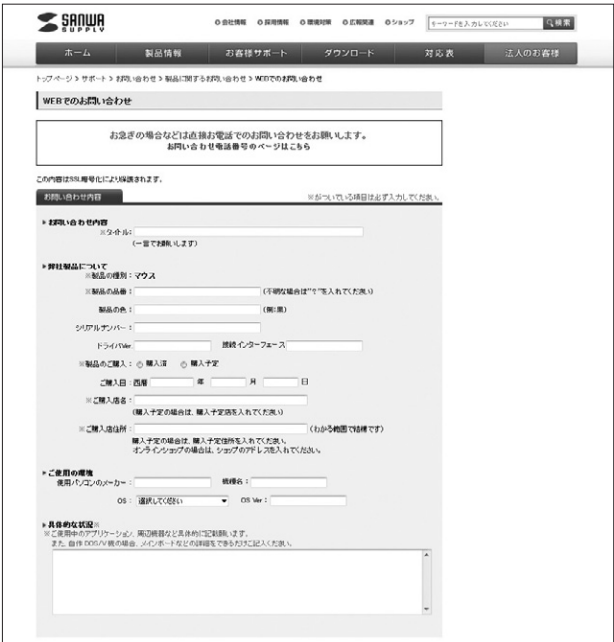 SANWA
SUPPLY
会社情報 採用情報 環境対策 広報関連 ショップ
キーワードを入力してください 検索
ホーム 製品情報 お客様サポート ダウンロード 対応表 法人のお客様
トップページ > サポート > お問い合わせ > 製品に関するお問い合わせ > WEBでのお問い合わせ
WEBでのお問い合わせ
お急ぎの場合などは直接お電話でのお問い合わせをお願いします。
お問い合わせ電話番号のページはこちら
この内容はSSL暗号化により保護されます。
お問い合わせ内容 ※がついている項目は必ず入力してください。
お問い合わせ内容
※タイトル:
(一言でお願いします)
弊社製品について
※製品の種別:マウス
※製品の品番: (不明な場合は"?"を入れてください)
製品の色: (例:黒)
シリアルナンバー:
ドライバVer. 接続インターフェース
※製品のご購入: 購入済 購入予定
ご購入日:西暦 年 月 日
※ご購入店名:
(購入予定の場合は、購入予定店を入れてください)
※ご購入店住所: (わかる範囲で結構です)
購入予定の場合は、購入予定住所を入れてください。
オンラインショップの場合は、ショップのアドレスを入れてください。
ご使用の環境
使用パソコンのメーカー: 機種名:
OS: 選択してください OS Ver:
具体的な状況※
※ご使用中のアプリケーション、周辺機器など具体的に記載願います。
また、自作DOS/V機の場合、メインボードなどの詳細をできるだけご記入ください。